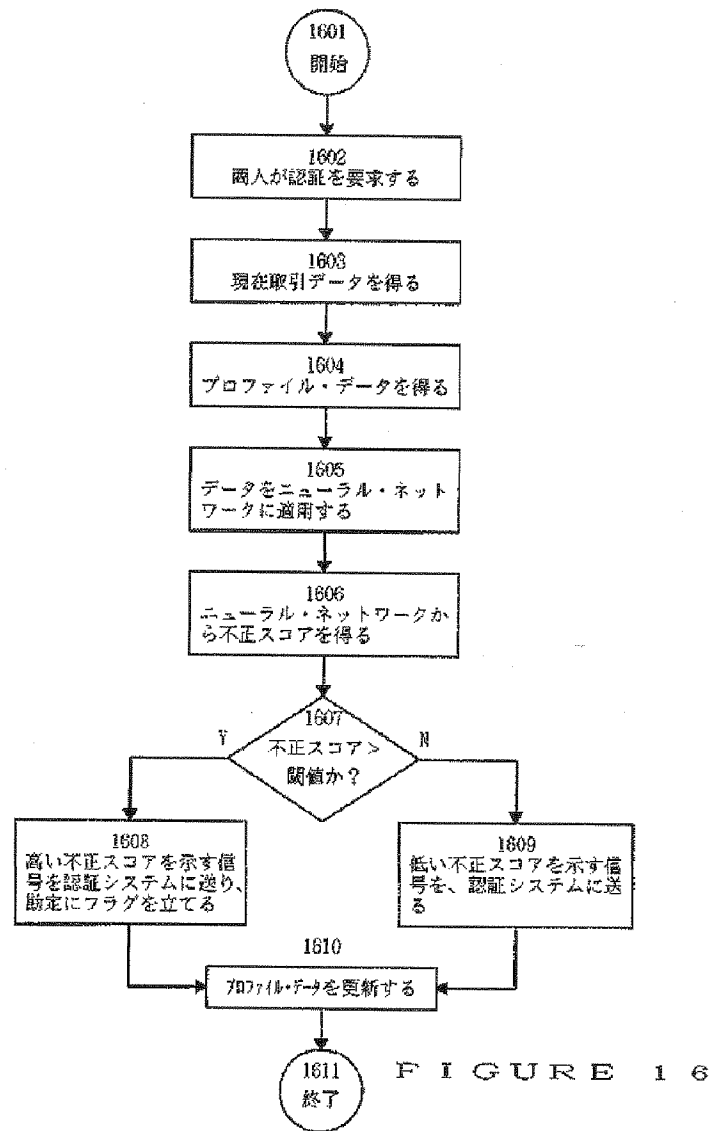 1601
開始
1602
商人が認証を要求する
1603
現在取引データを得る
1604
プロファイル・データを得る
1605
データをニューラル・ネット
ワークに適用する
1606
ニューラル・ネットワークか
ら不正スコアを得る
1607
不正スコア>
閾値か?
Y
N
1608
高い不正スコアを示す信
号を認証システムに送り、
勘定にフラグを立てる
1609
低い不正スコアを示す信
号を、認証システムに送
る
1610
プロファイル・データを更新する
1611
終了
FIGURE 16